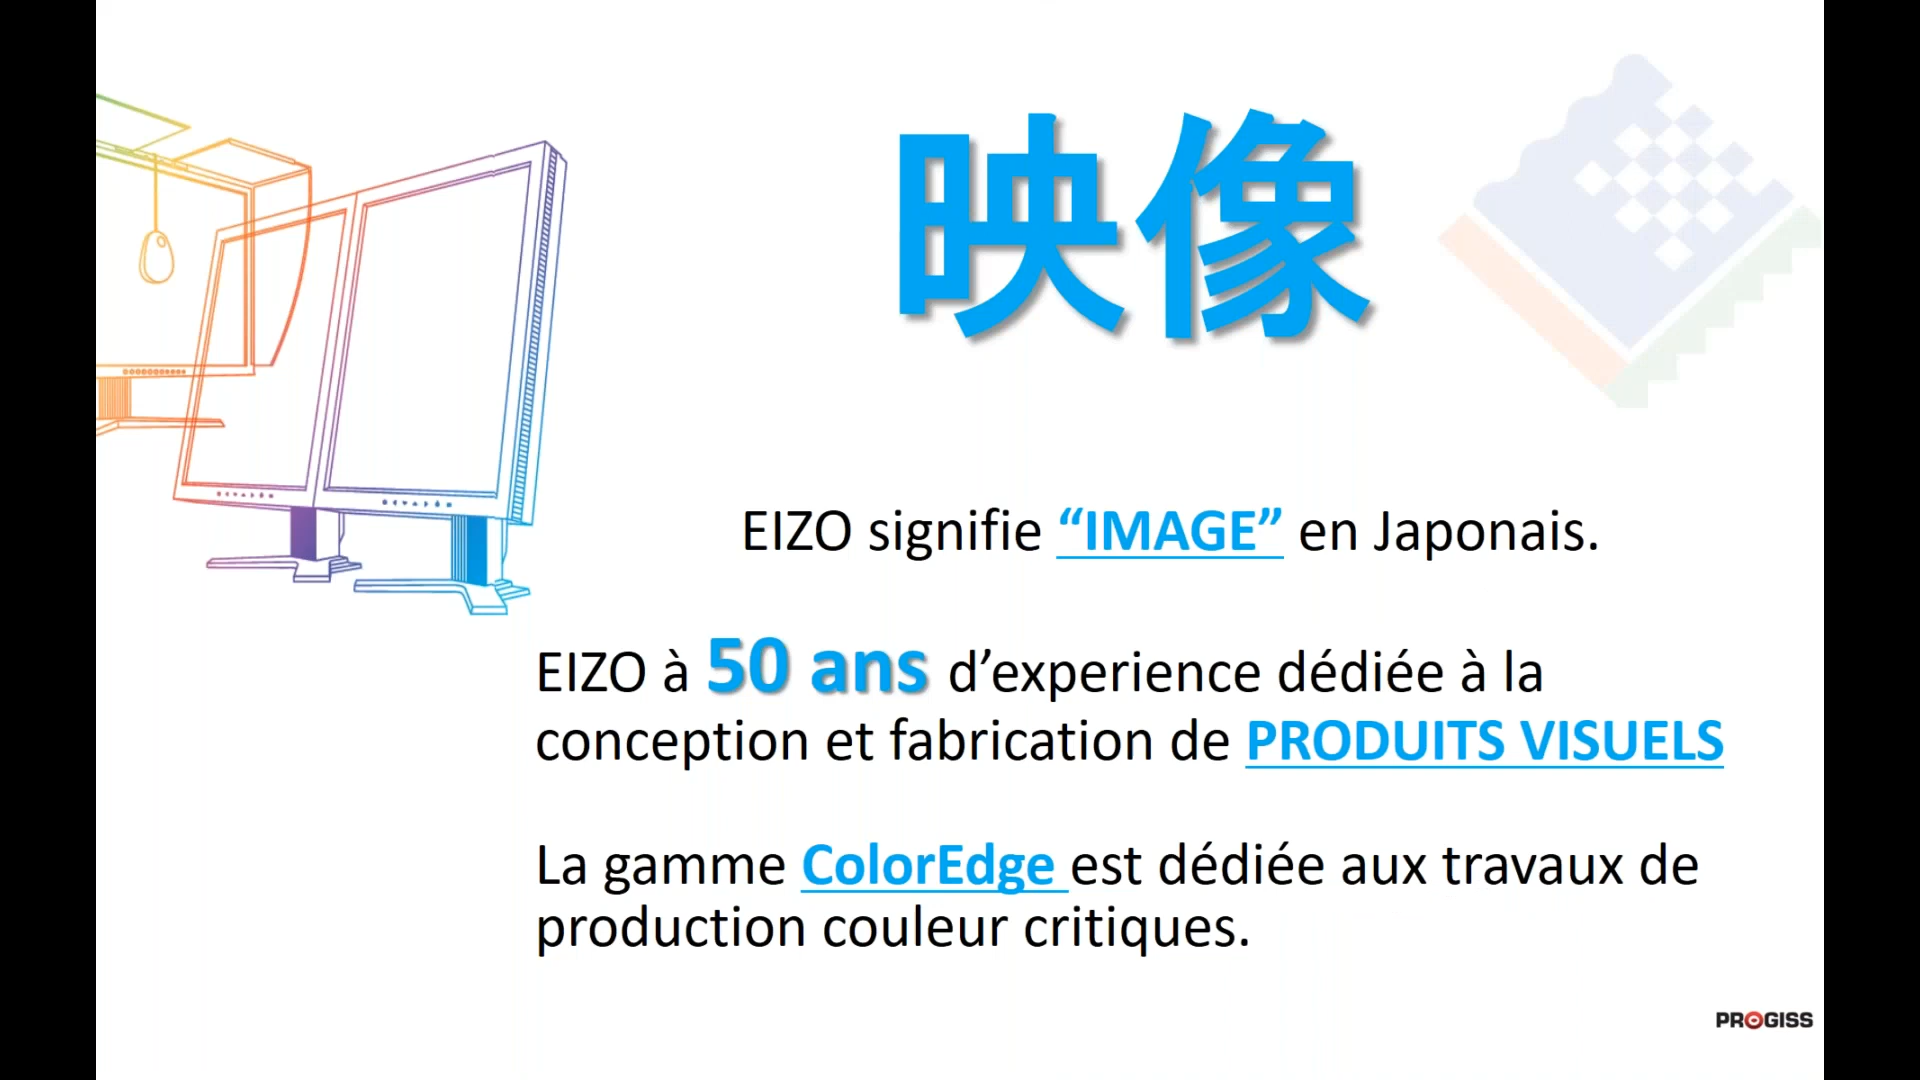 映像
EIZO signifie “IMAGE” en Japonais.
EIZO à 50 ans d’experience dédiée à la
conception et fabrication de PRODUITS VISUELS
La gamme ColorEdge est dédiée aux travaux de
production couleur critiques.
PROGISS